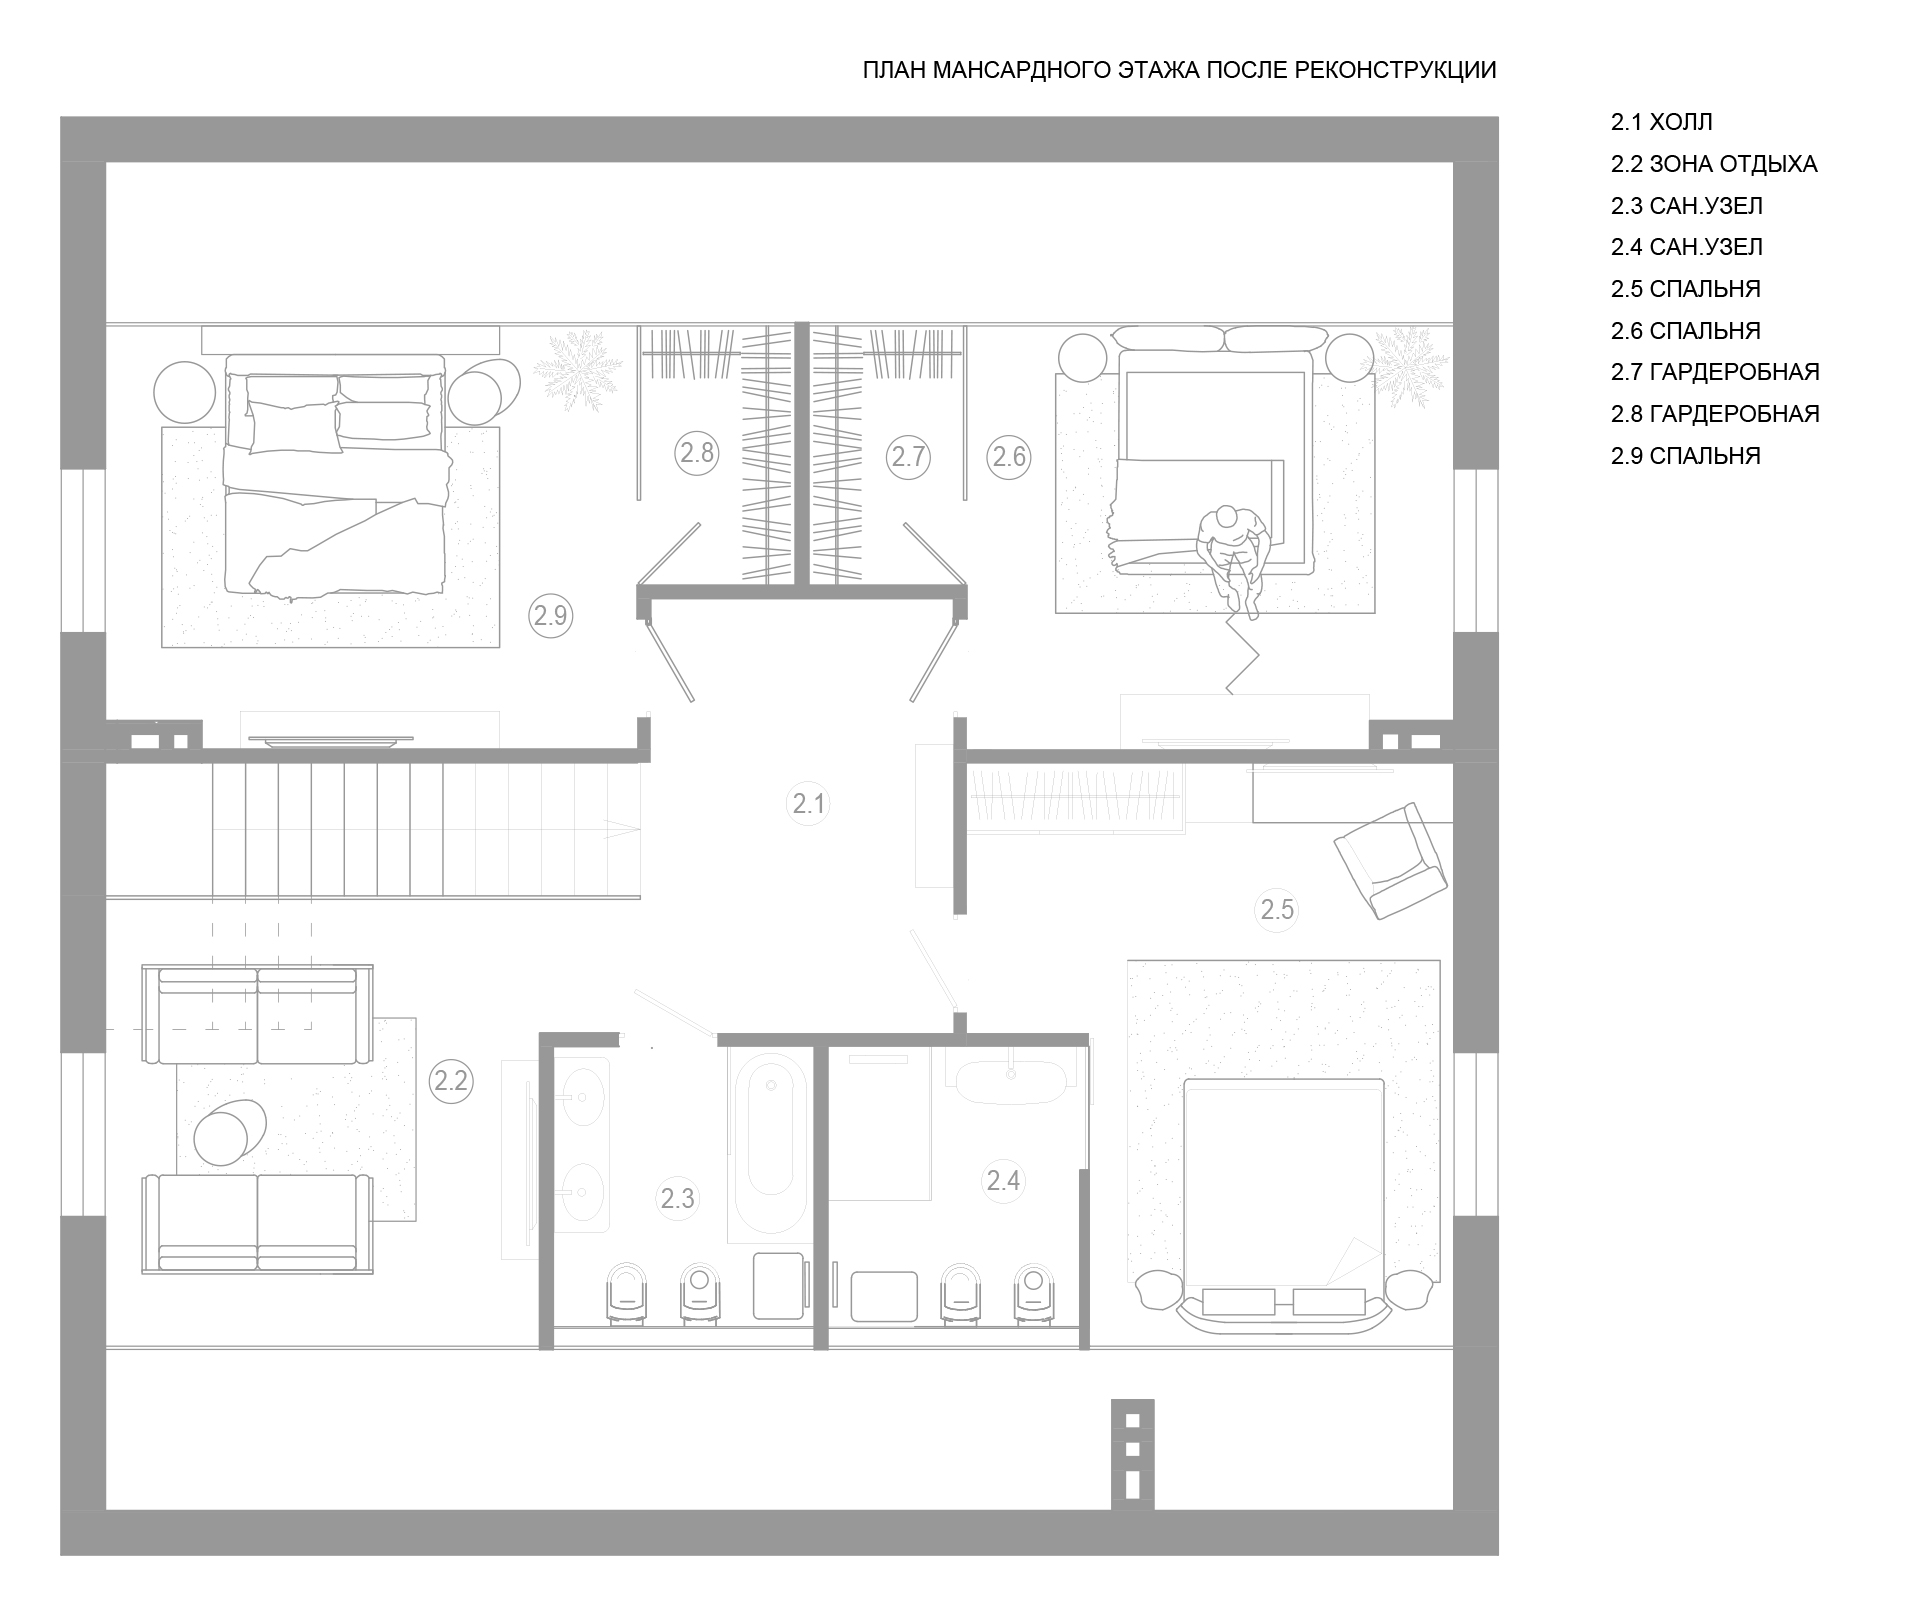 ПЛАН МАНСАРДНОГО ЭТАЖА ПОСЛЕ РЕКОНСТРУКЦИИ
2.1 ХОЛЛ
2.2 ЗОНА ОТДЫХА
2.3 САН.УЗЕЛ
2.4 САН.УЗЕЛ
2.5 СПАЛЬНЯ
2.6 СПАЛЬНЯ
2.7 ГАРДЕРОБНАЯ
2.8 ГАРДЕРОБНАЯ
2.9 СПАЛЬНЯ
2.8
2.7
2.6
2.9
2.1
2.5
2.2
2.3
2.4